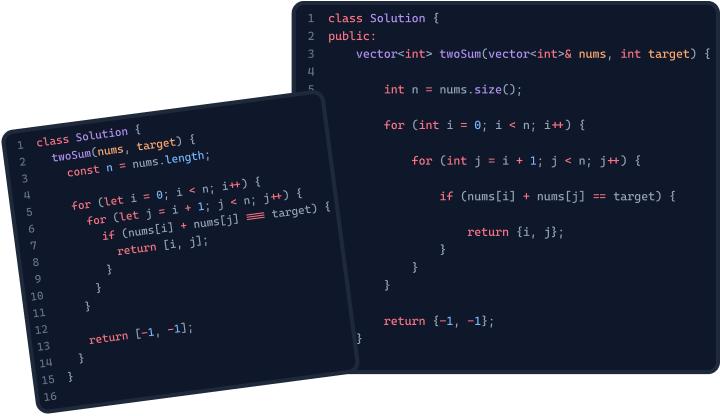 1 class Solution {
2 public:
3 vector<int> twoSum(vector<int>& nums, int target) {
4
5 int n = nums.size();
for (int i = 0; i < n; i++) {
for (int j = i + 1; j < n; j++) {
if (nums[i] + nums[j] == target) {
return {i, j};
}
}
}
return {-1, -1};
}
1 class Solution {
2 twoSum(nums, target) {
3 const n = nums.length;
4
5 for (let i = 0; i < n; i++) {
6 for (let j = i + 1; j < n; j++) {
7 if (nums[i] + nums[j] === target) {
8 return [i, j];
9 }
10 }
11 }
12
13 return [-1, -1];
14 }
15 }
16